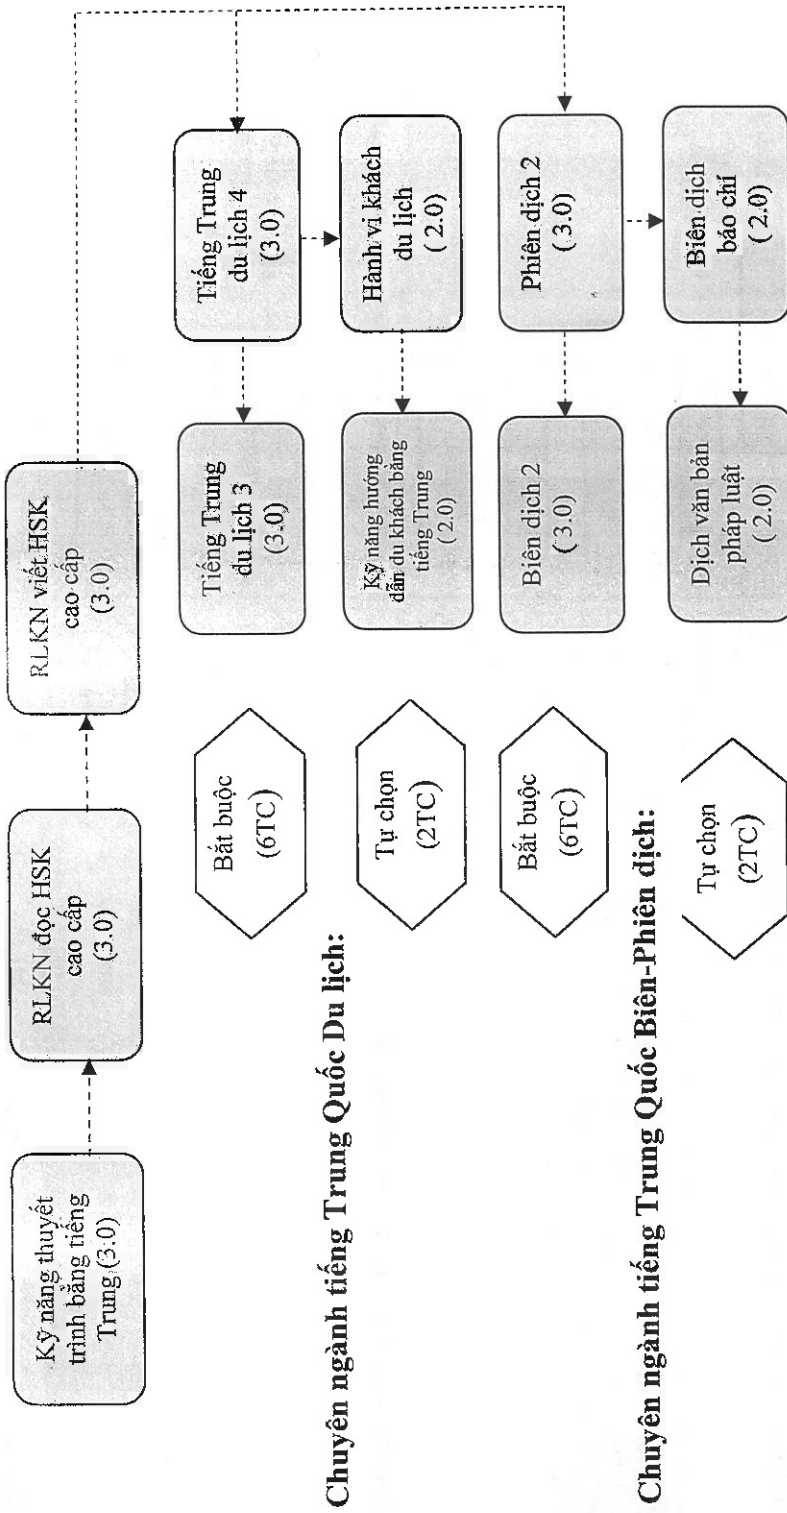 Kỹ năng thuyết
trình bằng tiếng
Trung (3.0)
RLKN đọc HSK
cao cấp
(3.0)
RLKN viết HSK
cao cấp
(3.0)
Chuyên ngành tiếng Trung Quốc Du lịch:
Bắt buộc
(6TC)
Tiếng Trung
du lịch 3
(3.0)
Tiếng Trung
du lịch 4
(3.0)
Tự chọn
(2TC)
Kỹ năng hướng
dẫn du khách bằng
tiếng Trung
( 2.0)
Hành vi khách
du lịch
( 2.0)
Chuyên ngành tiếng Trung Quốc Biên-Phiên dịch:
Bắt buộc
(6TC)
Biên dịch 2
( 3.0)
Phiên dịch 2
( 3.0)
Tự chọn
(2TC)
Dịch văn bản
pháp luật
( 2.0)
Biên dịch
báo chí
( 2.0)